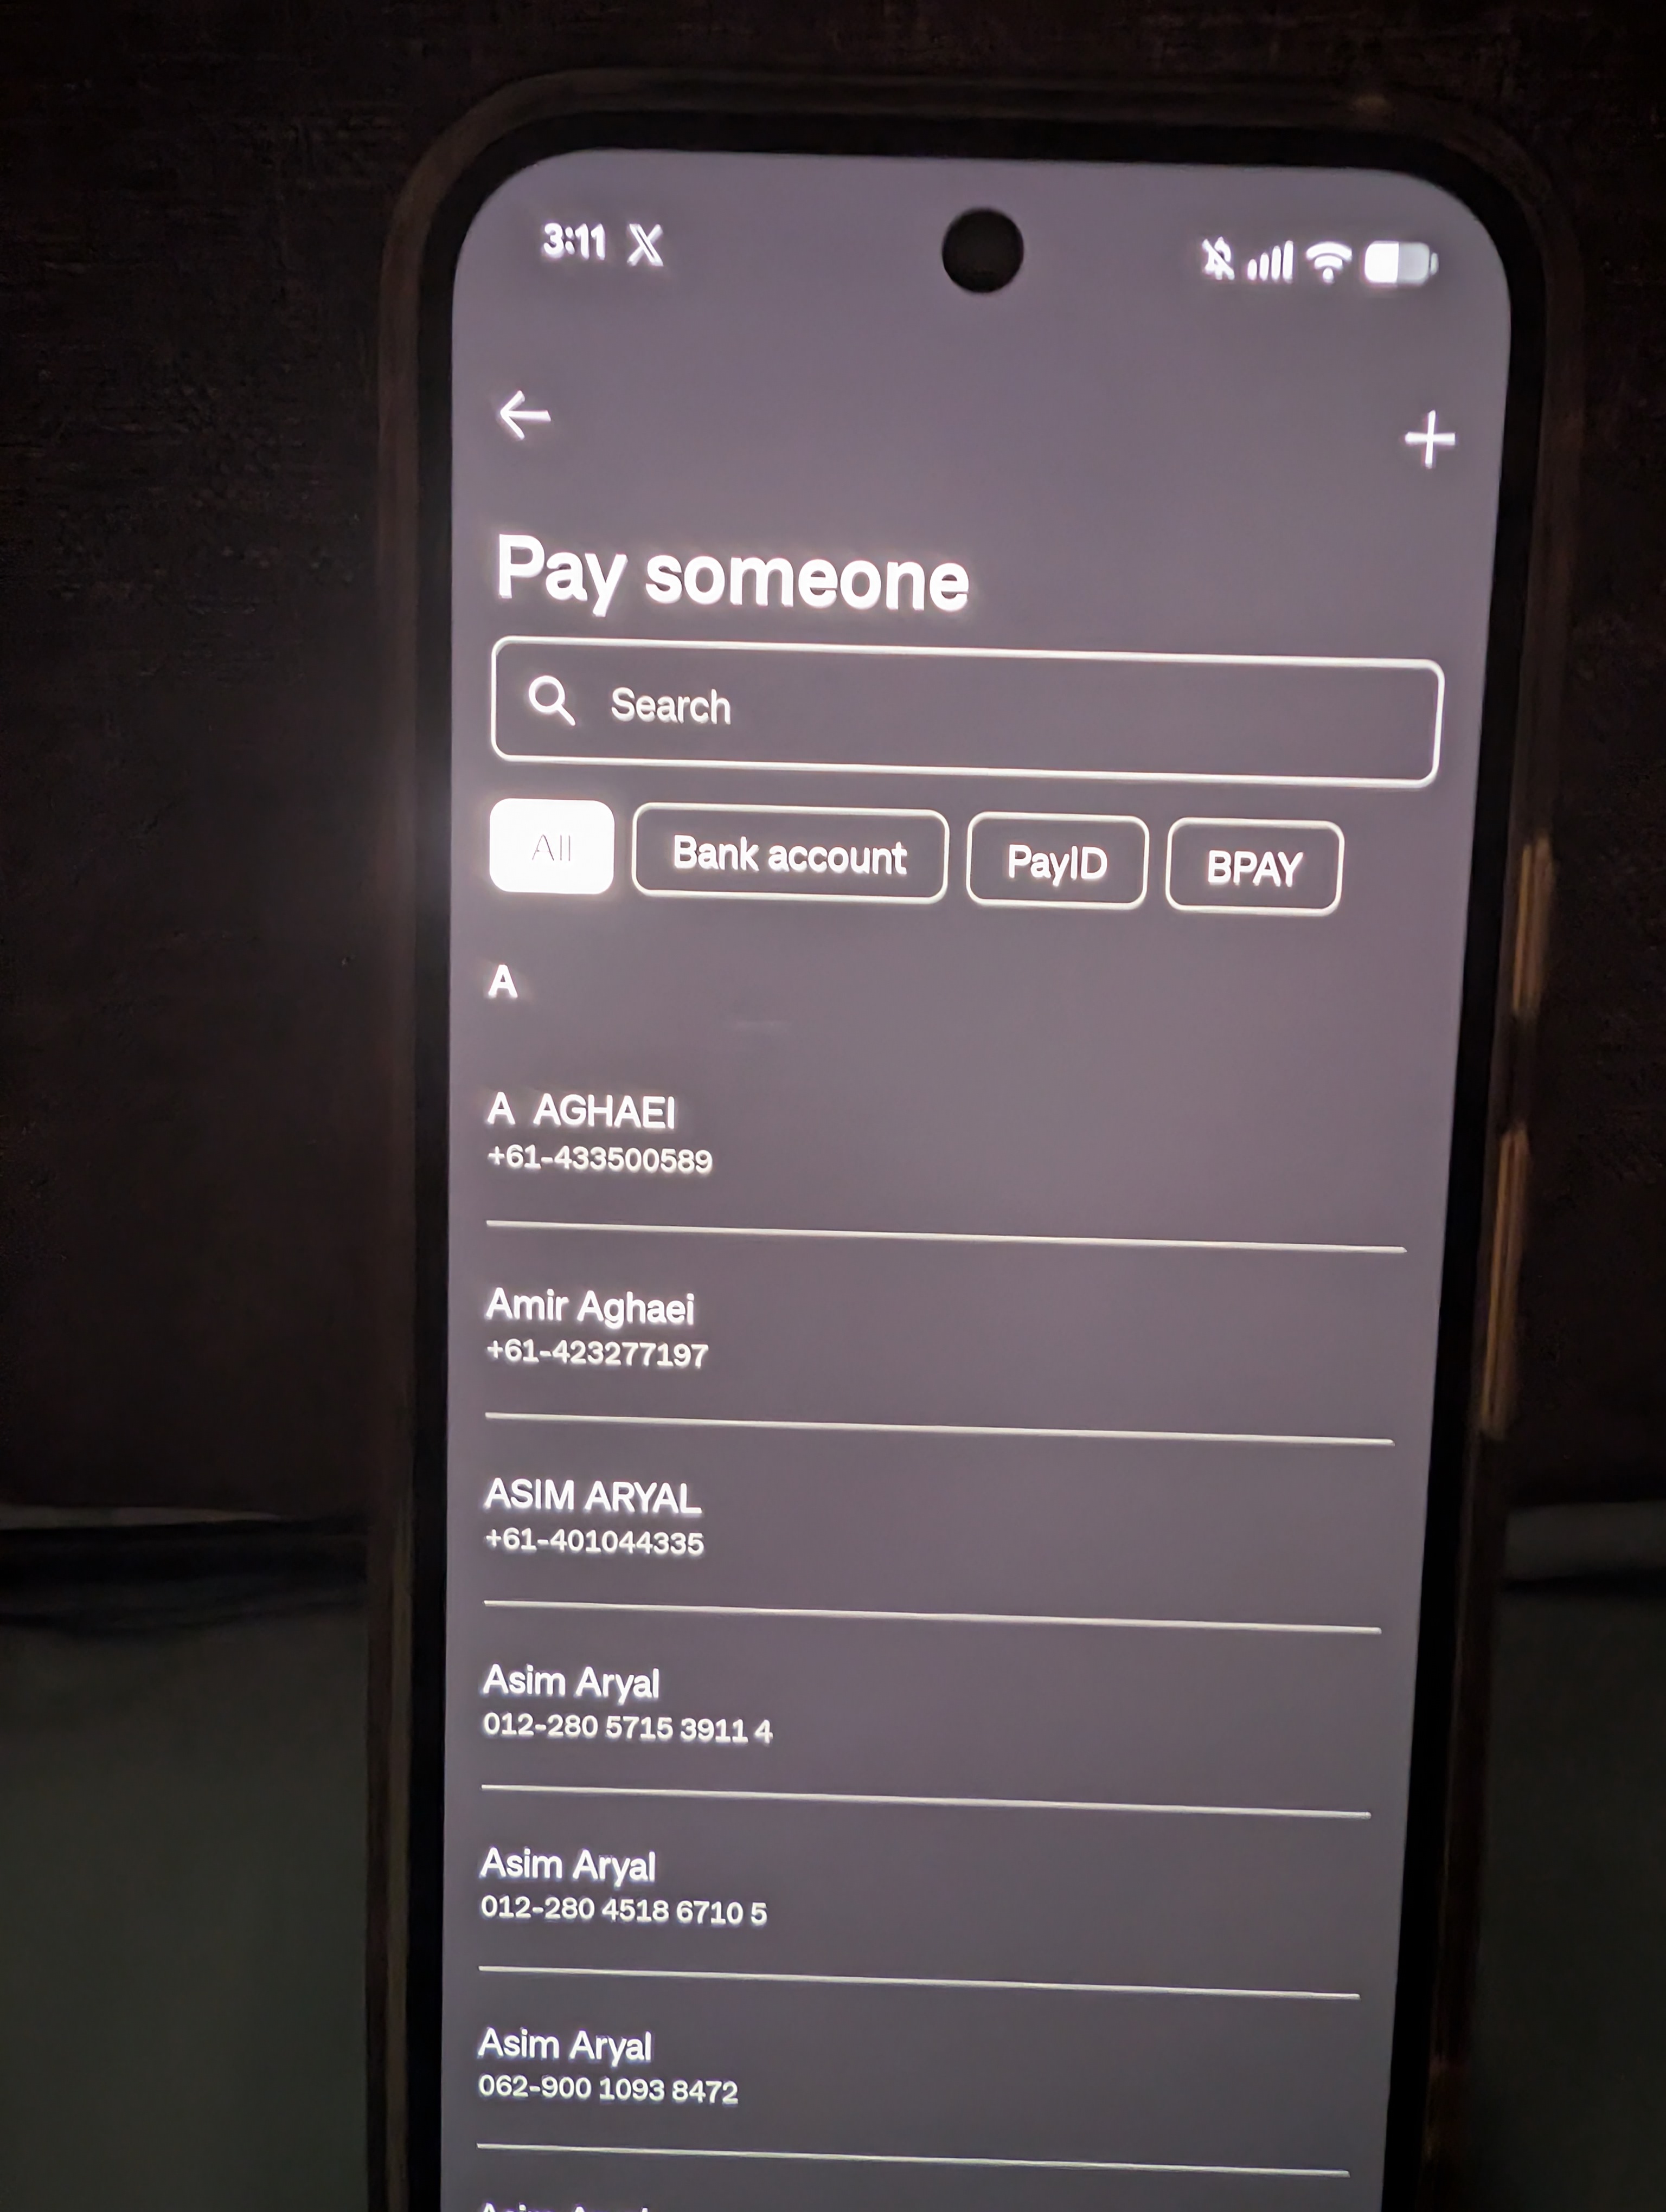 3:11 X
Pay someone
Search
All Bank account PayID BPAY
A
A AGHAEI
+61-433500589
Amir Aghaei
+61-423277197
ASIM ARYAL
+61-401044335
Asim Aryal
012-280 5715 3911 4
Asim Aryal
012-280 4518 6710 5
Asim Aryal
062-900 1093 8472